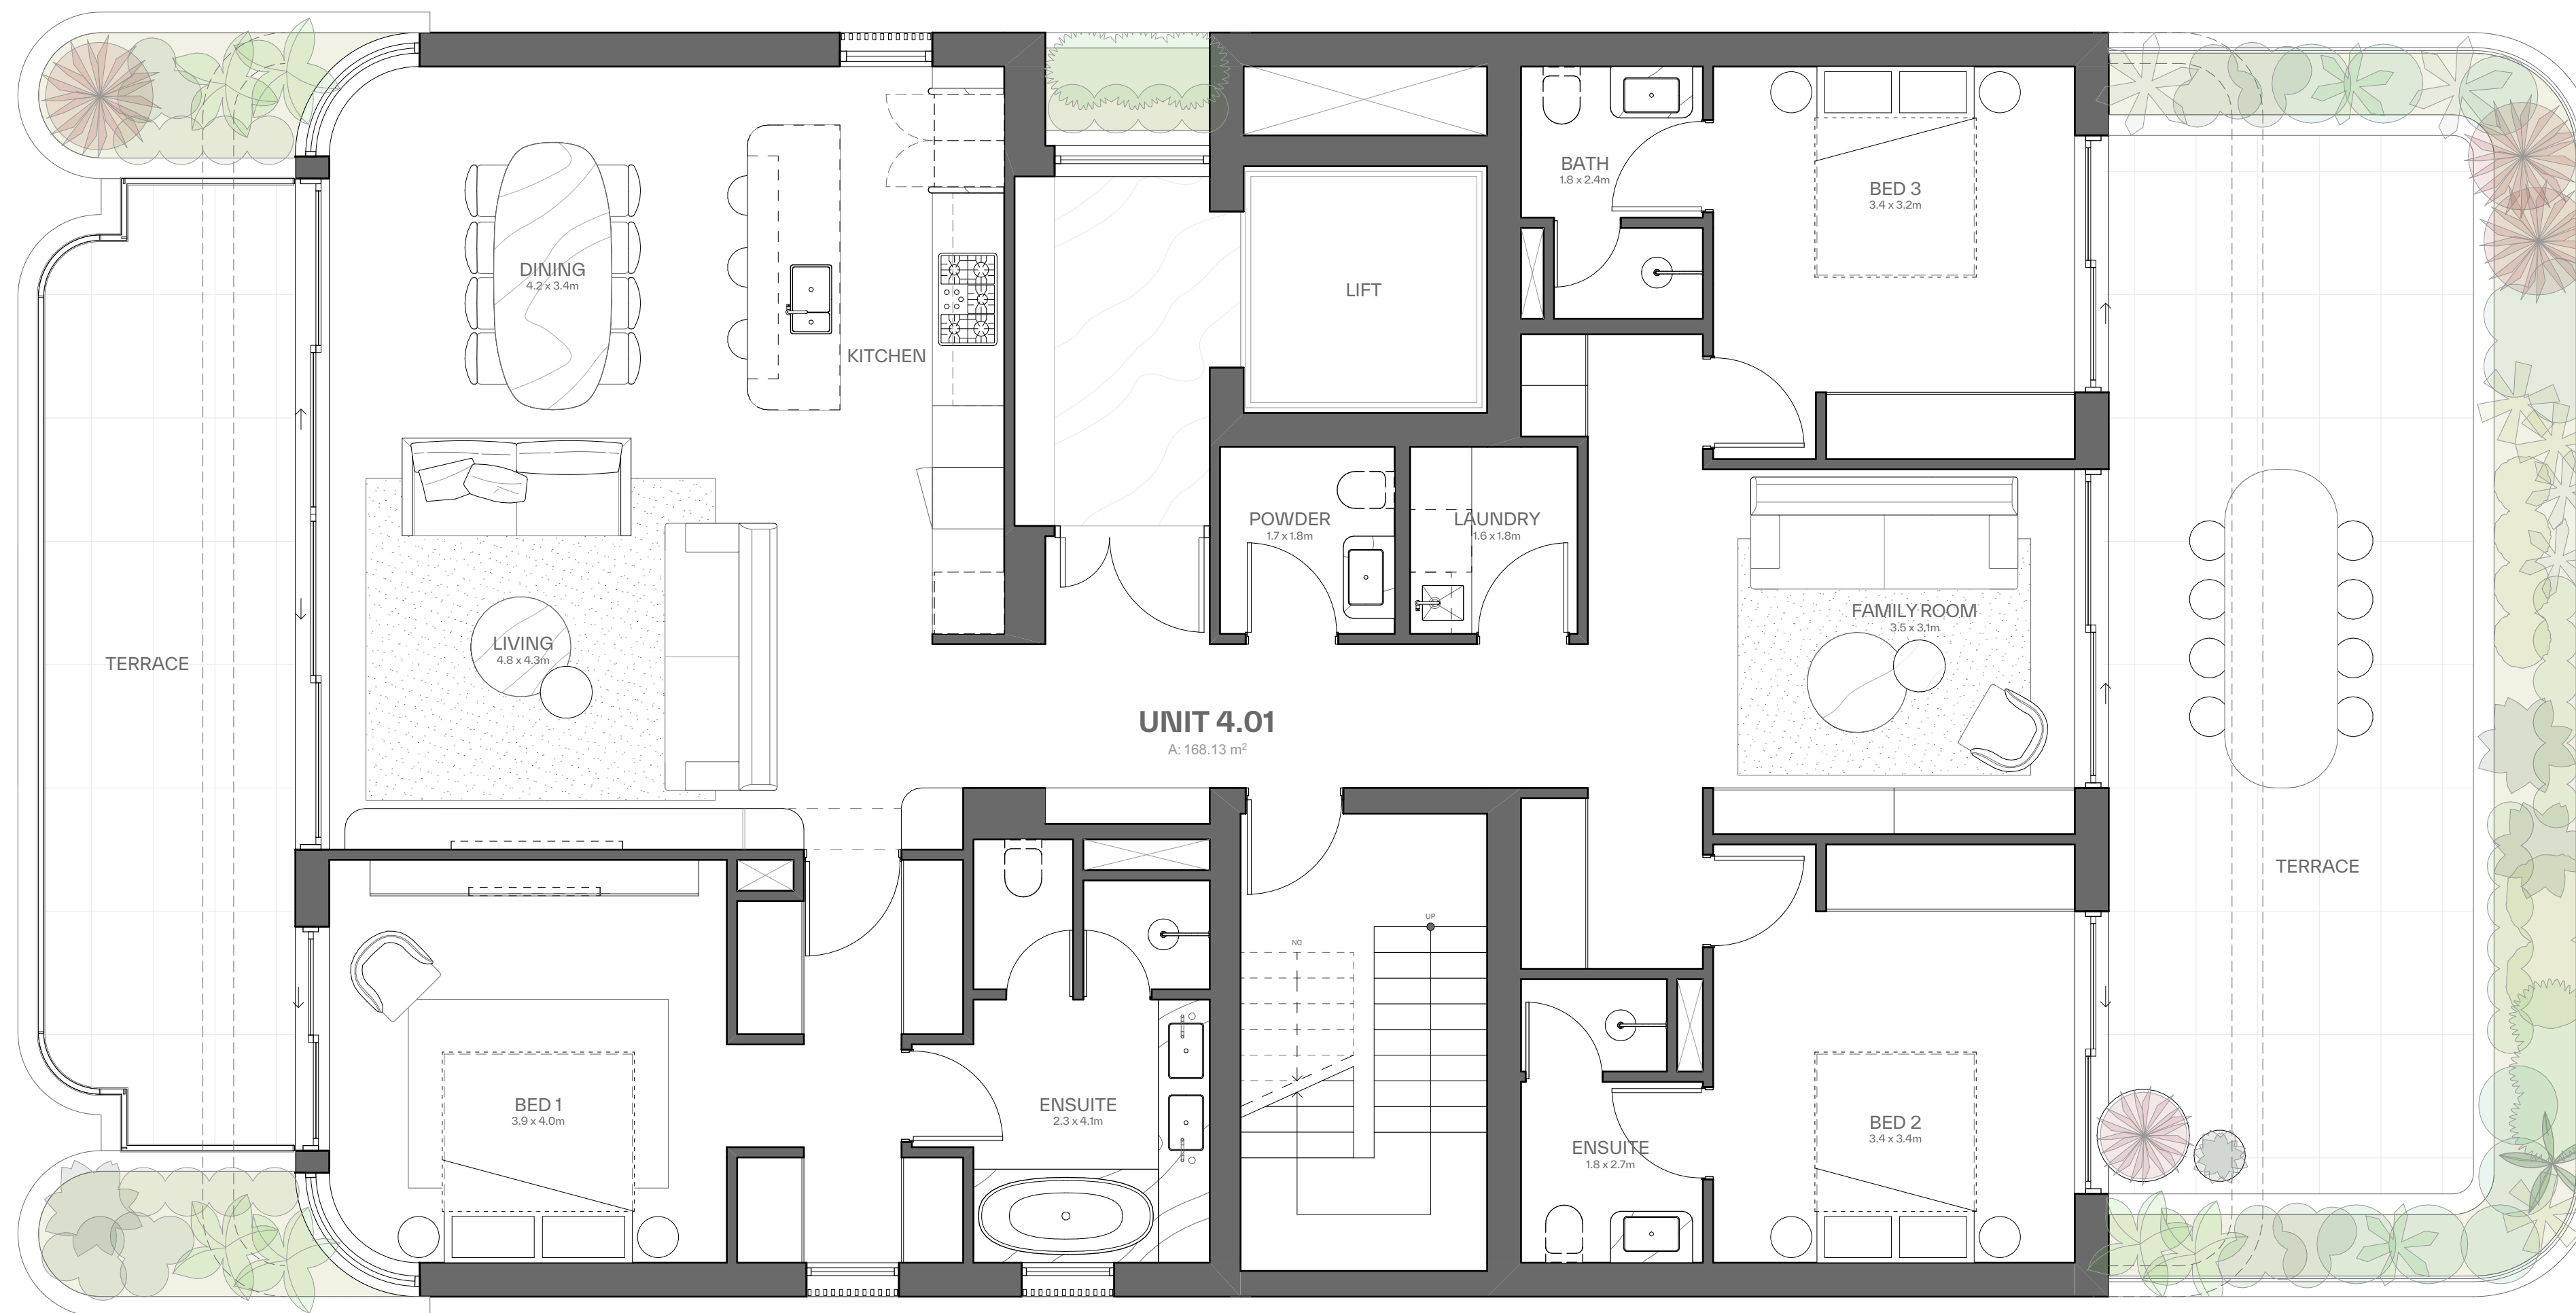 BATH
1.8 x 2.4m
BED 3
3.4 x 3.2m
DINING
4.2 x 3.4m
LIFT
KITCHEN
POWDER
1.7 x 1.8m
LAUNDRY
1.6 x 1.8m
FAMILY ROOM
3.5 x 3.1m
LIVING
4.8 x 4.3m
TERRACE
UNIT 4.01
A: 168.13 m²
TERRACE
UP
DN
BED 1
3.9 x 4.0m
ENSUITE
2.3 x 4.1m
ENSUITE
1.8 x 2.7m
BED 2
3.4 x 3.4m